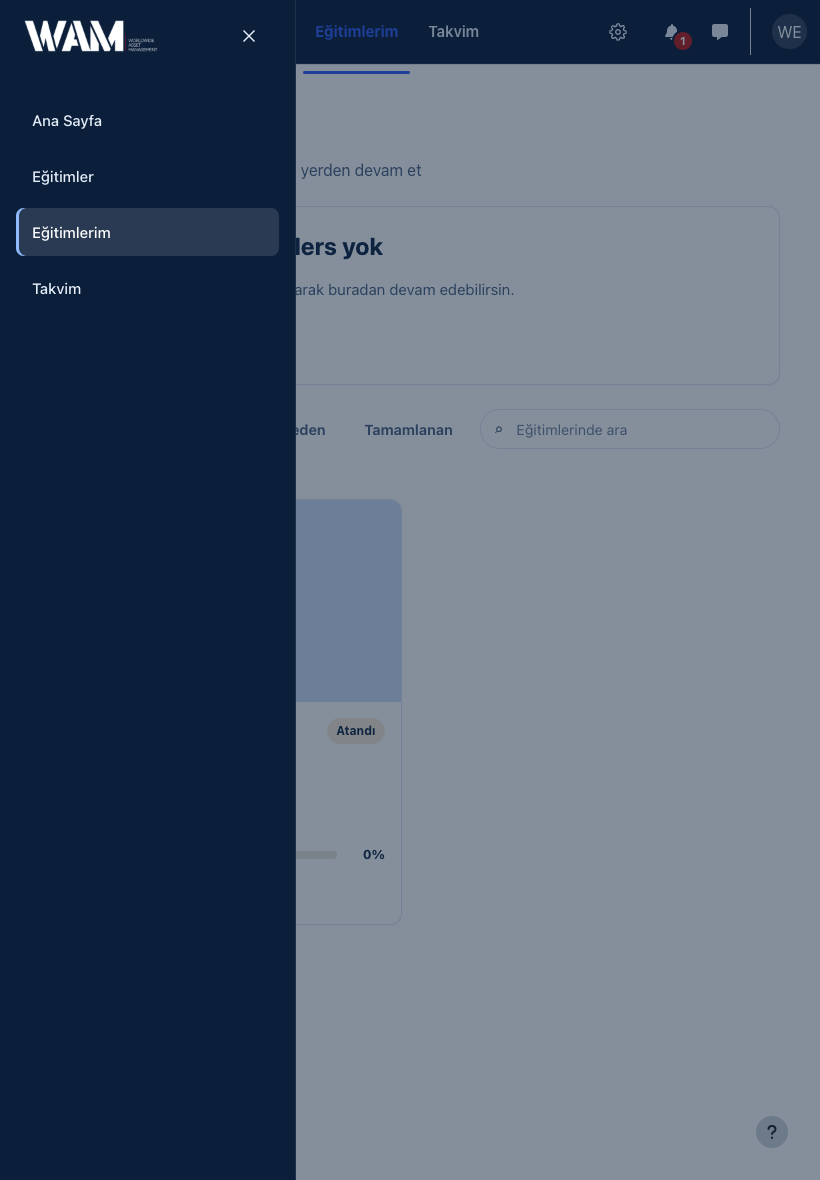 WAM WORLDWIDE
ASSET
MANAGEMENT
Eğitimlerim
Takvim
1
WE
Ana Sayfa
Eğitimler
Eğitimlerim
Takvim
yerden devam et
ders yok
arak buradan devam edebilirsin.
eden
Tamamlanan
Eğitimlerinde ara
Atandı
0%
?